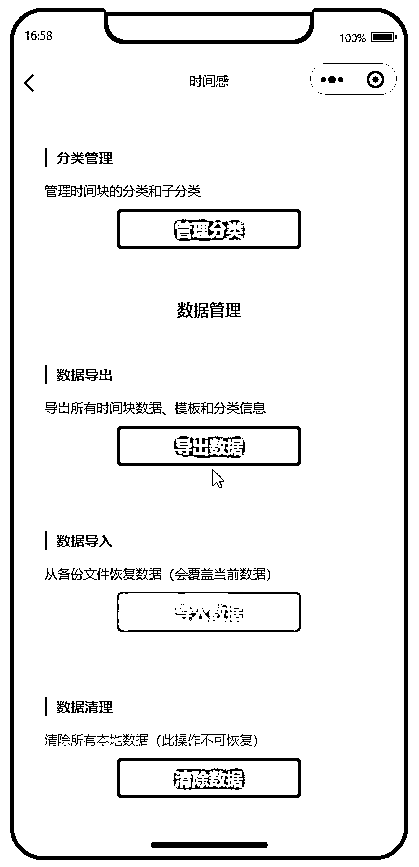 16:58
100%
时间感
分类管理
管理时间块的分类和子分类
管理分类
数据管理
数据导出
导出所有时间块数据、模板和分类信息
导出数据
数据导入
从备份文件恢复数据（会覆盖当前数据）
导入数据
数据清理
清除所有本地数据（此操作不可恢复）
清除数据